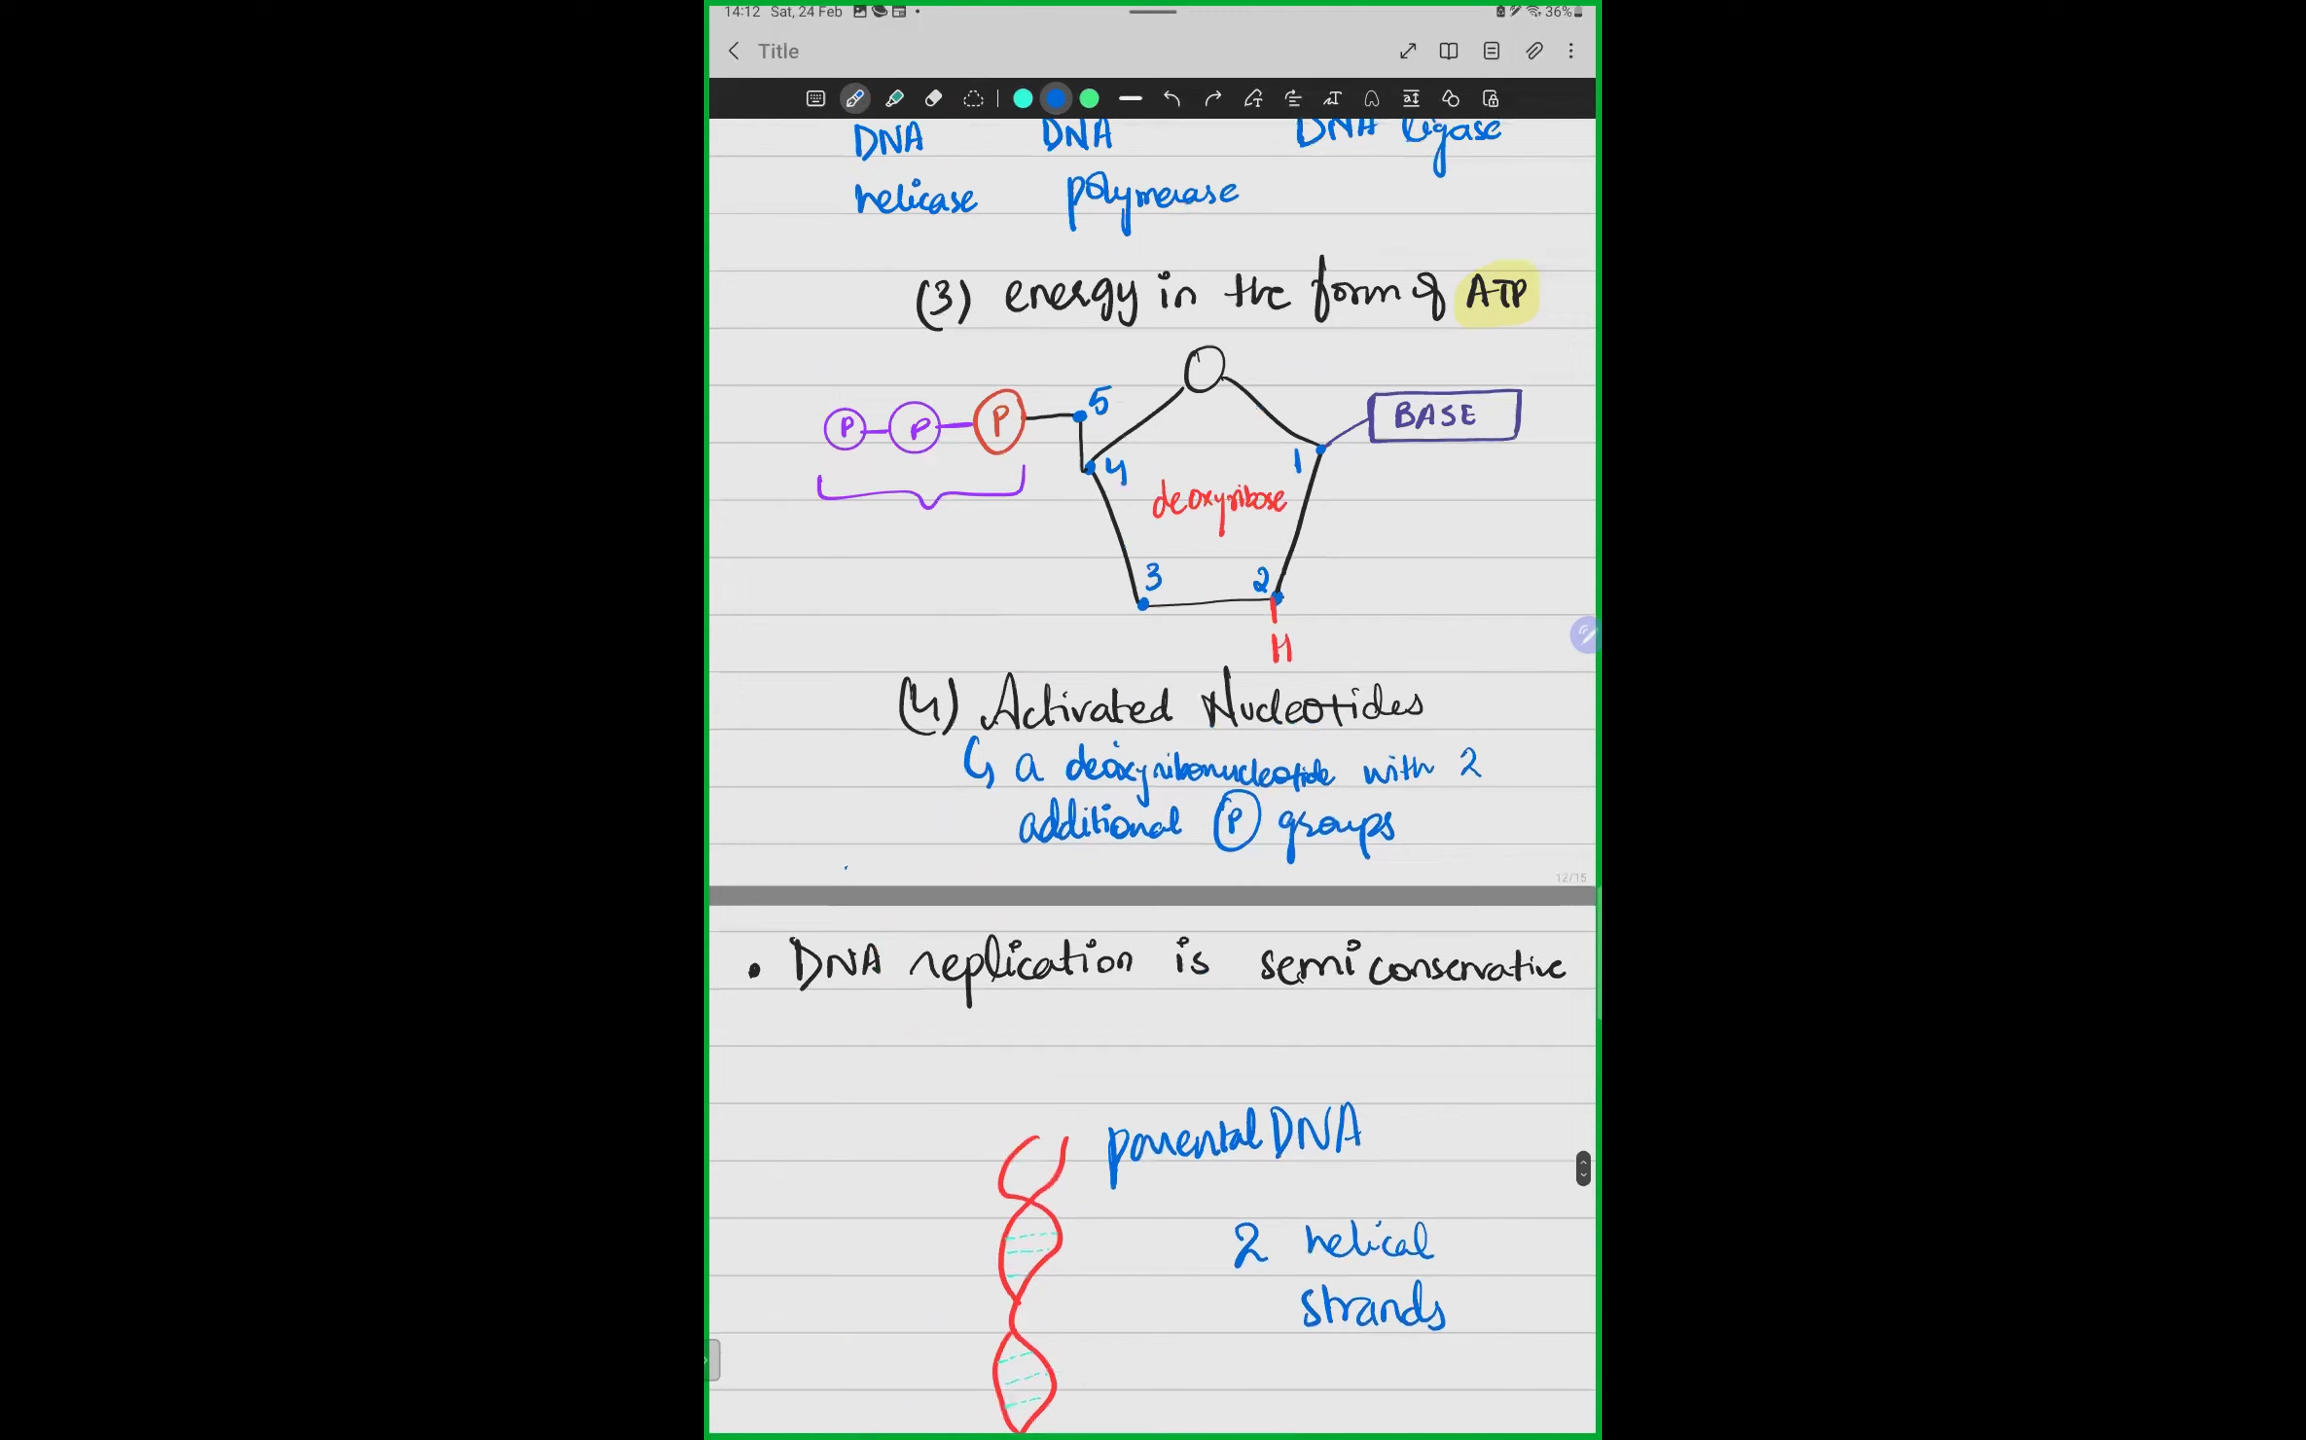 14:12 Sat, 24 Feb
36%
Title
DNA DNA DNA ligase
helicase polymerase
(3) energy in the form of ATP
P P P 5 O BASE
4 1
deoxyribose
3 2
H
(4) Activated Nucleotides
a deoxyribonucleotide with 2
additional P groups
12/15
• DNA replication is semiconservative
parental DNA
2 helical
strands